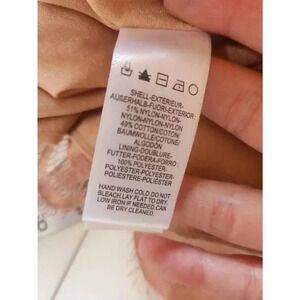 SHELL-EXTÉRIEUR-
AUSERHALB-FUORI-EXTERIOR:
51% NYLON-NYLON-
NYLON-NYLON-NYLON
49% COTTON/COTON/
BAUMWOLLE/COTONE/
ALGODÓN
LINING-DOUBLURE-
FUTTER-FODERA-FORRO:
100% POLYESTER-
POLYESTER-POLYESTER-
POLIESTERE-POLIÉSTER
HAND WASH COLD.DO NOT
BLEACH.LAY FLAT TO DRY.
LOW IRON IF NEEDED.CAN
BE DRY CLEANED.